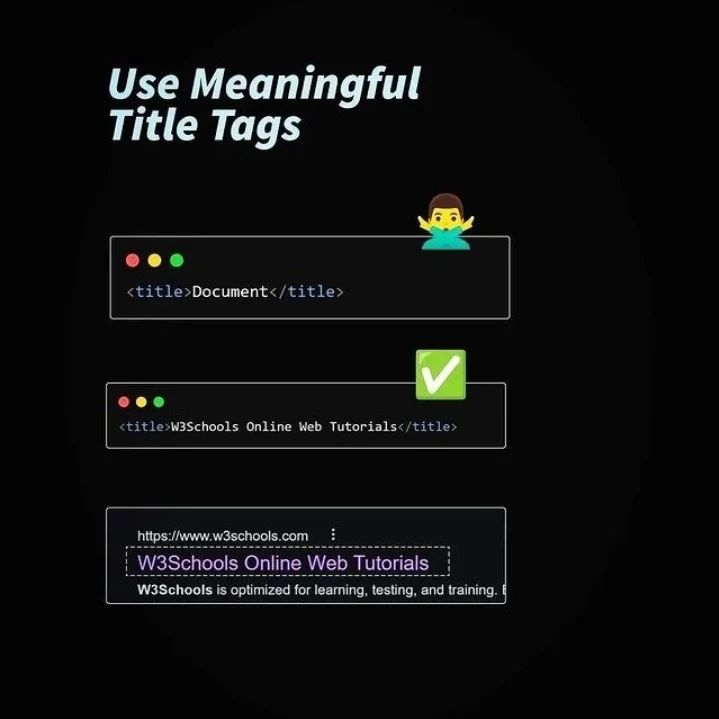 Use Meaningful
Title Tags
<title>Document</title>
<title>W3Schools Online Web Tutorials</title>
https://www.w3schools.com
W3Schools Online Web Tutorials
W3Schools is optimized for learning, testing, and training.